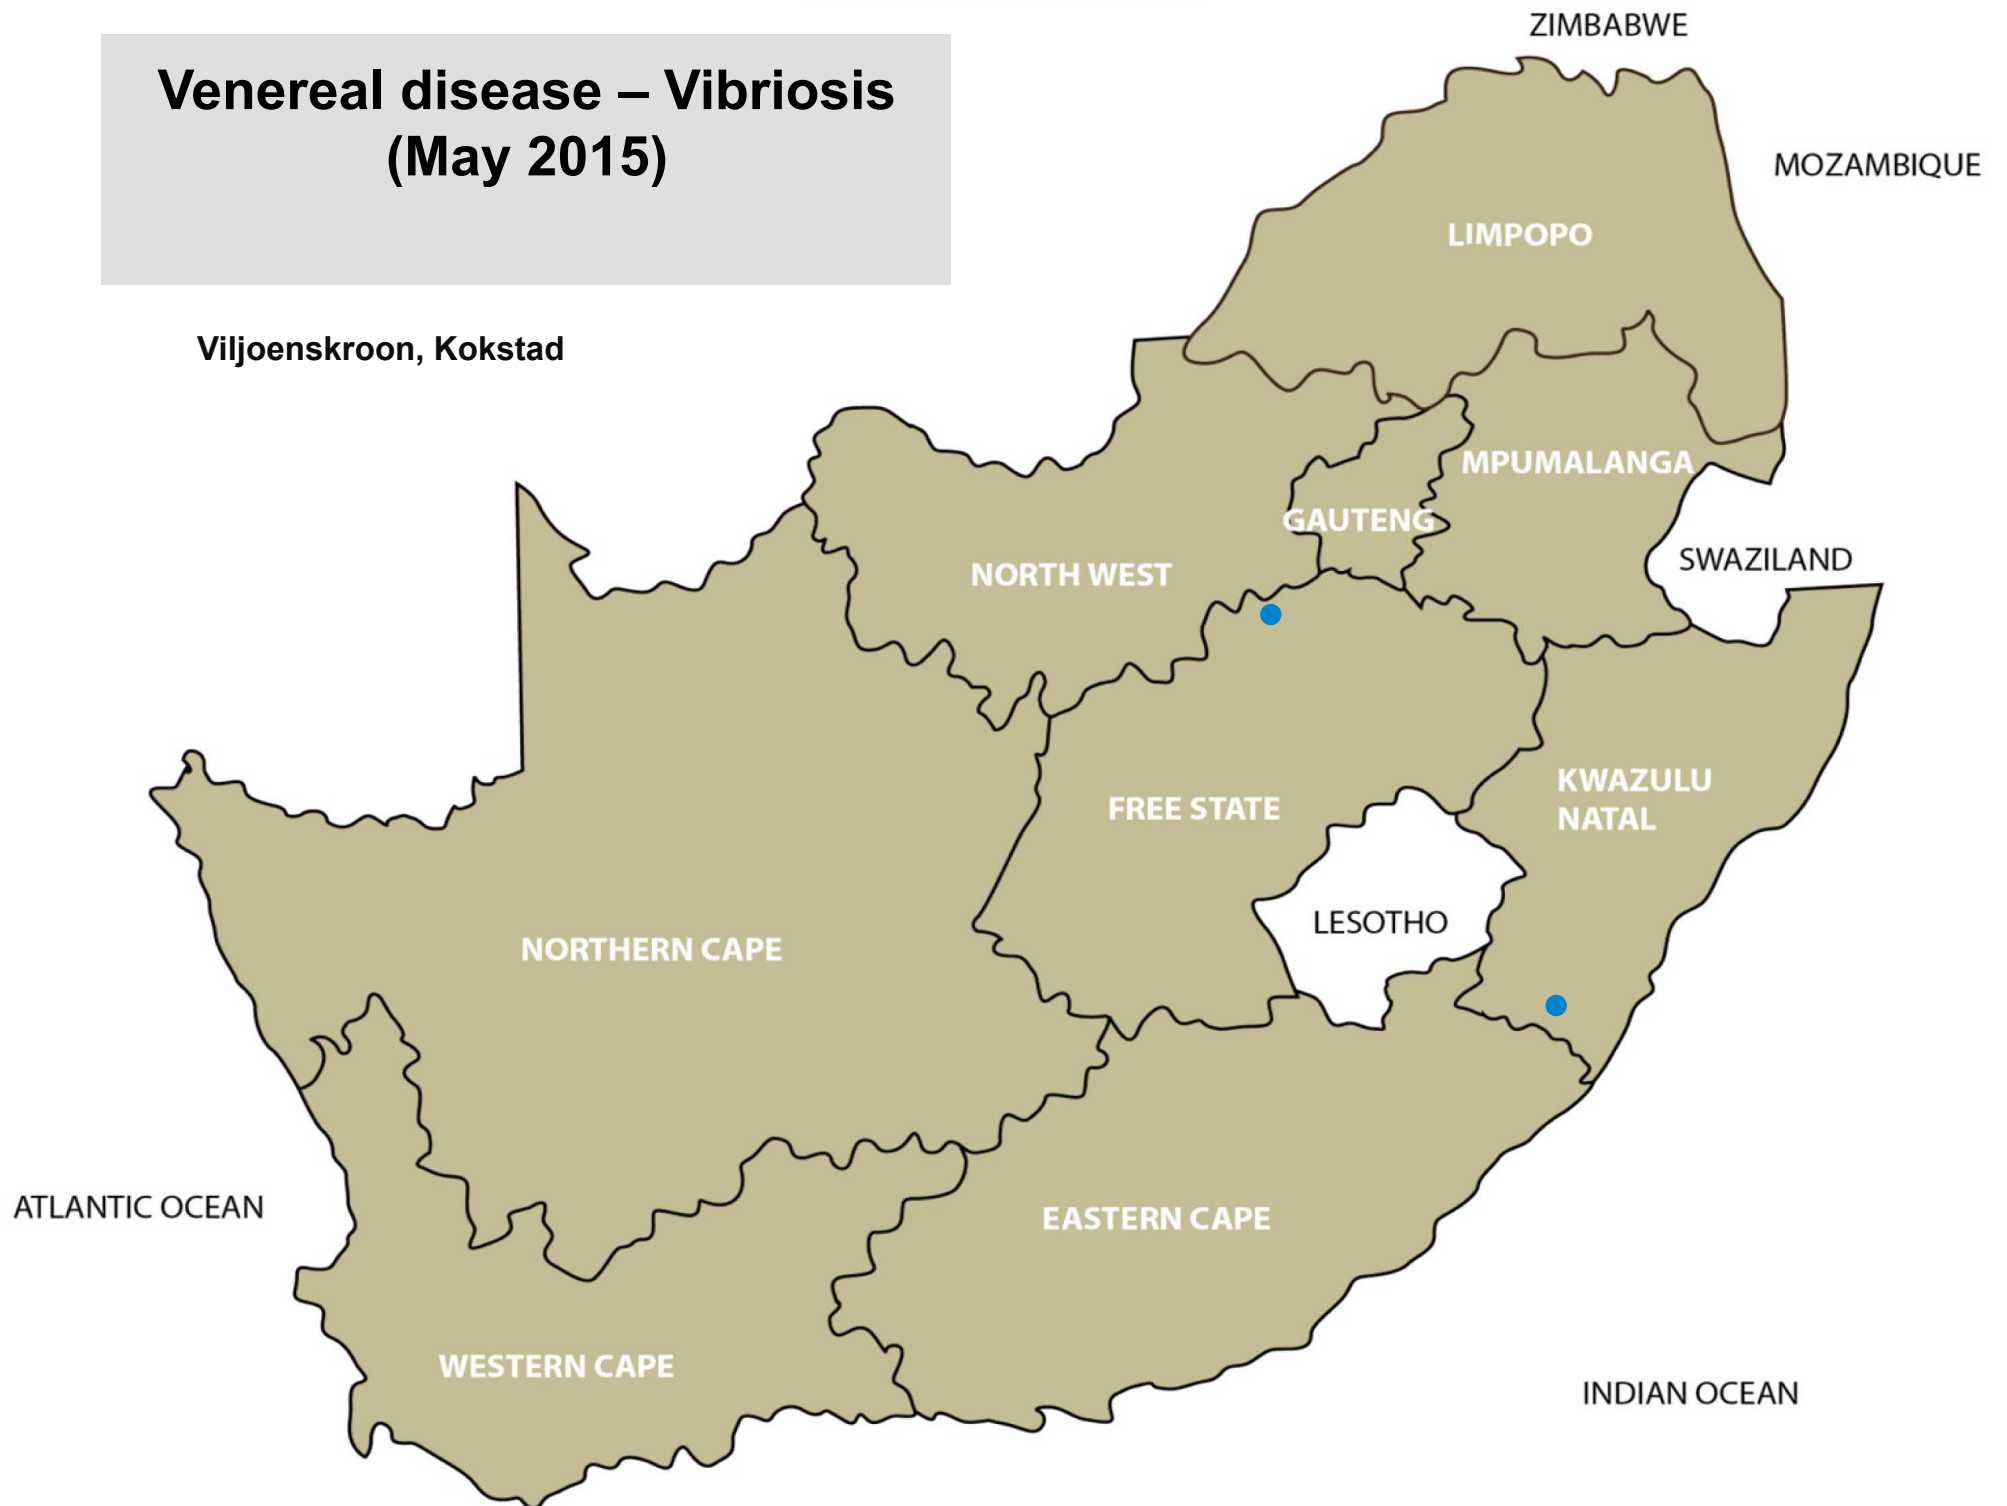 Venereal disease – Vibriosis
(May 2015)
Viljoenskroon, Kokstad
ZIMBABWE
MOZAMBIQUE
LIMPOPO
MPUMALANGA
GAUTENG
SWAZILAND
NORTH WEST
KWAZULU
NATAL
FREE STATE
LESOTHO
NORTHERN CAPE
ATLANTIC OCEAN
EASTERN CAPE
WESTERN CAPE
INDIAN OCEAN